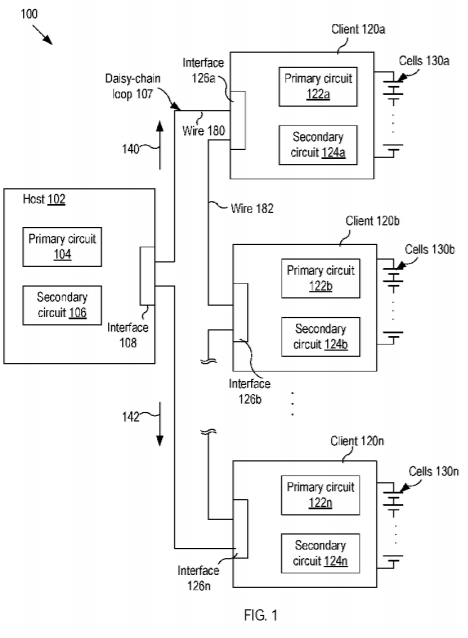 100
Client 120a
Interface
126a
Cells 130a
Primary circuit
122a
Daisy-chain
loop 107
Wire 180
Secondary
circuit 124a
140
Host 102
Wire 182
Client 120b
Primary circuit
104
Cells 130b
Primary circuit
122b
Secondary
circuit 106
Interface
108
Secondary
circuit 124b
Interface
126b
142
Client 120n
Cells 130n
Primary circuit
122n
Secondary
circuit 124n
Interface
126n
FIG. 1